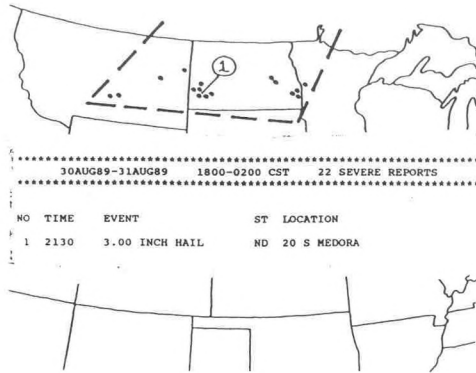 1
************************************************************
30AUG89-31AUG89 1800-0200 CST 22 SEVERE REPORTS
************************************************************
NO TIME EVENT ST LOCATION
1 2130 3.00 INCH HAIL ND 20 S MEDORA